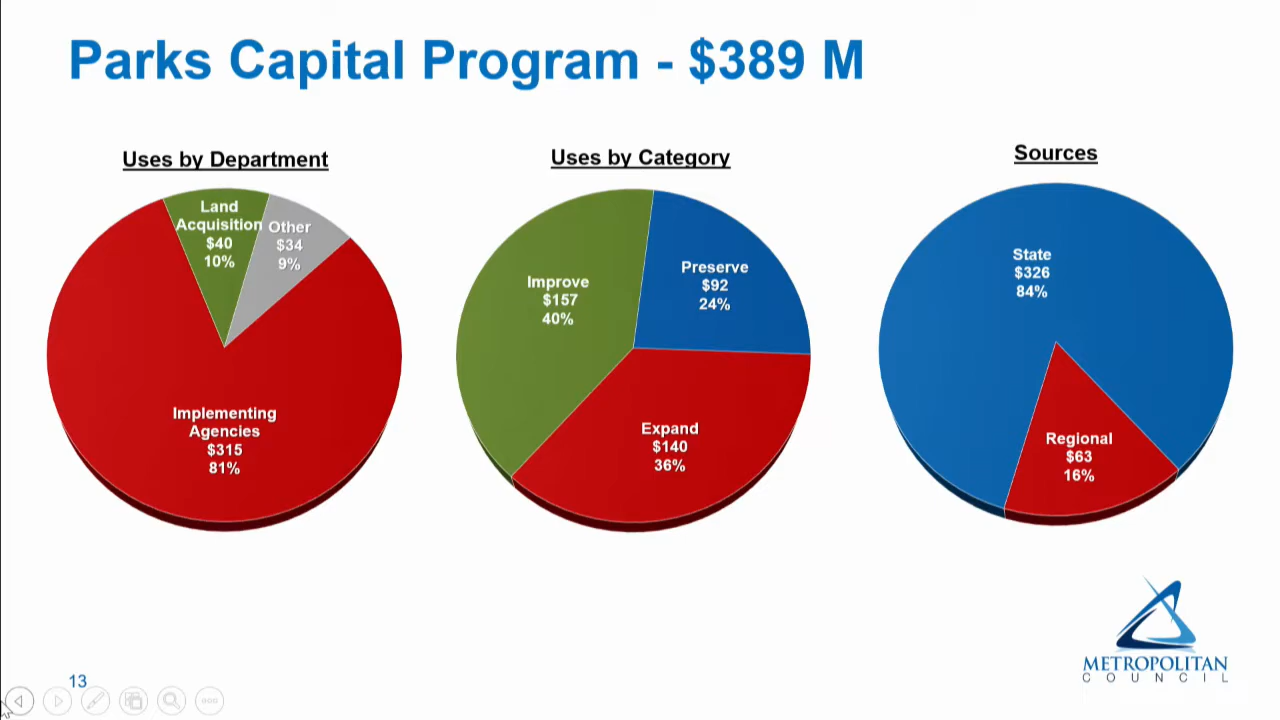 Parks Capital Program - $389 M
Uses by Department
Land
Acquisition
$40
10%
Other
$34
9%
Implementing
Agencies
$315
81%
Uses by Category
Improve
$157
40%
Preserve
$92
24%
Expand
$140
36%
Sources
State
$326
84%
Regional
$63
16%
METROPOLITAN
COUNCIL
13